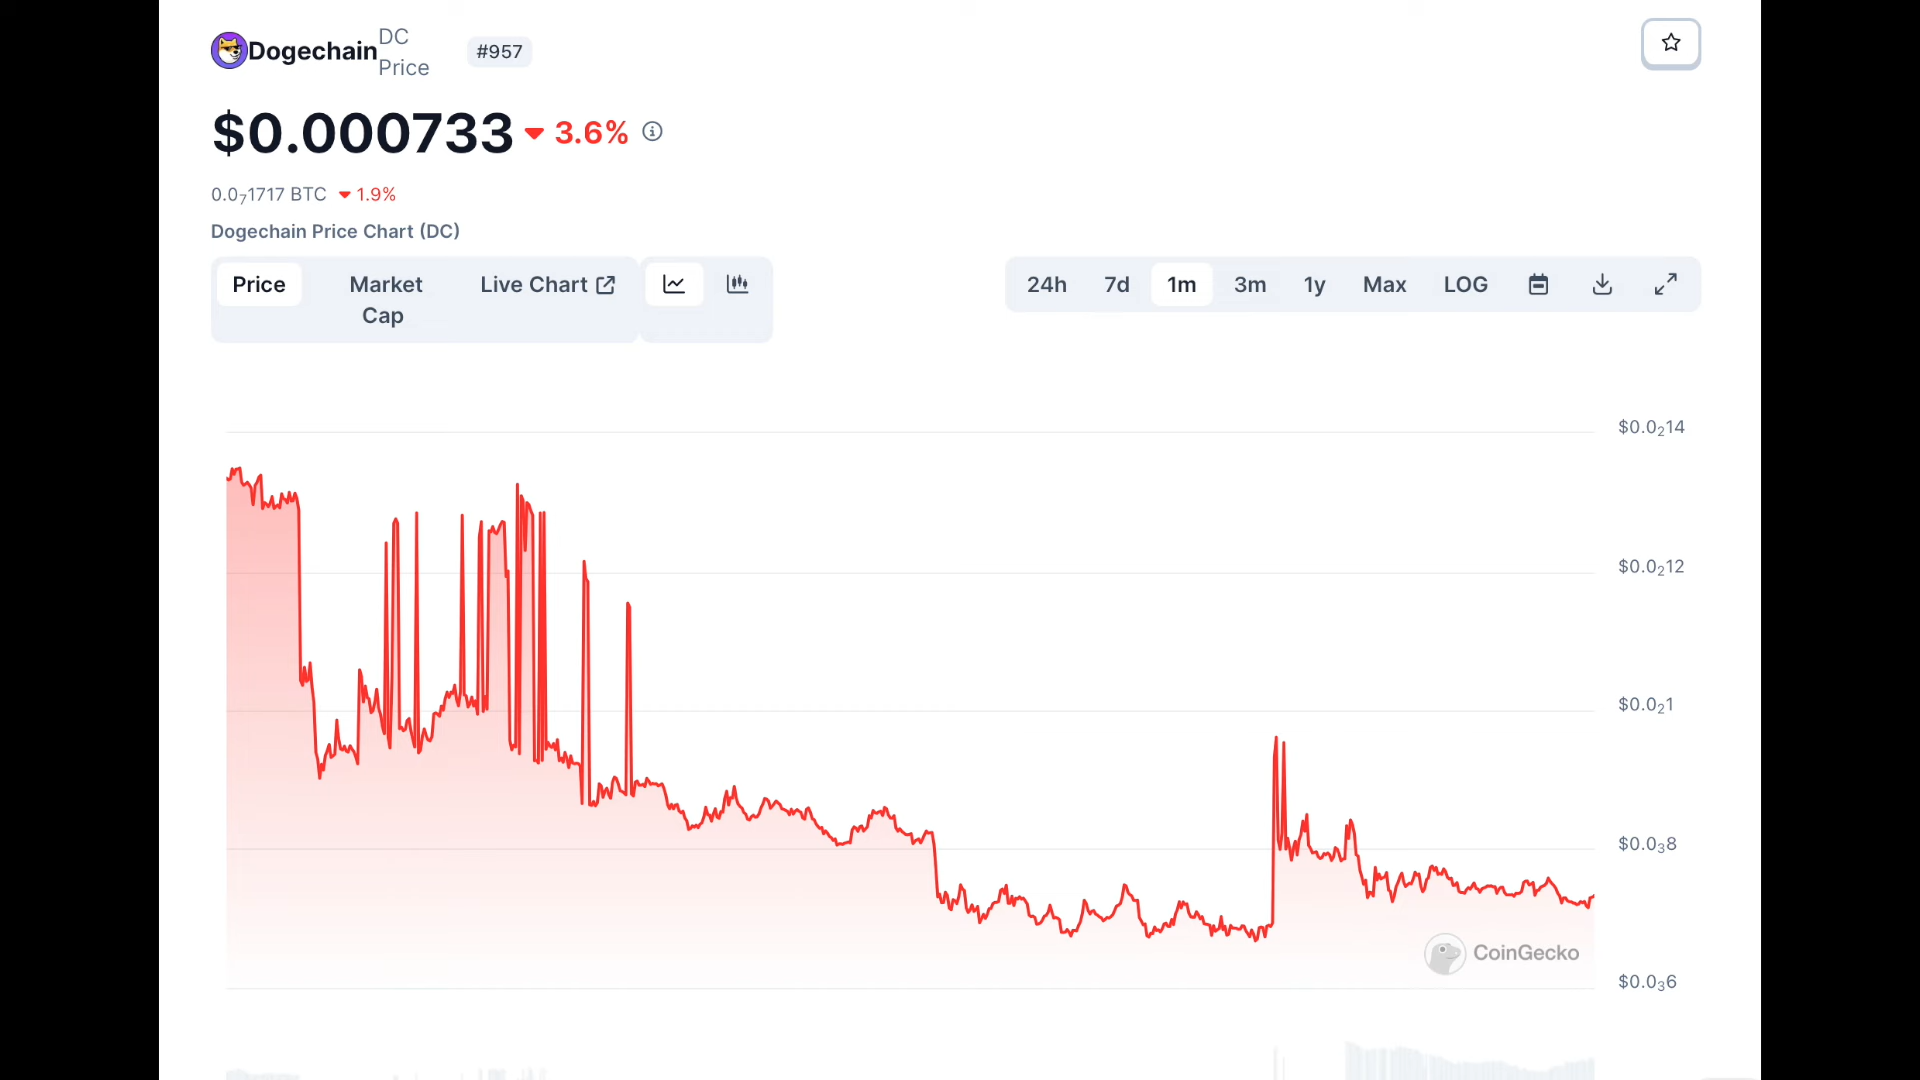 Dogechain DC Price #957
$0.000733 3.6%
0.0₇1717 BTC 1.9%
Dogechain Price Chart (DC)
Price Market Cap Live Chart 24h 7d 1m 3m 1y Max LOG
$0.0₂14
$0.0₂12
$0.0₂1
$0.0₃8
CoinGecko
$0.0₃6